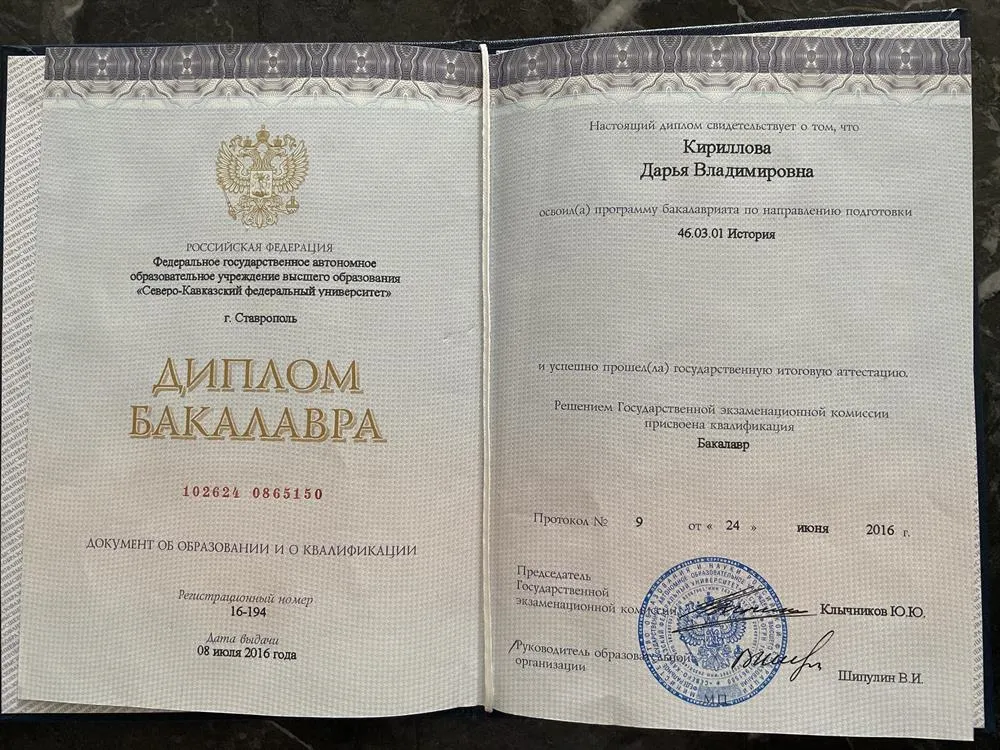 РОССИЙСКАЯ ФЕДЕРАЦИЯ
Федеральное государственное автономное
образовательное учреждение высшего образования
«Северо-Кавказский федеральный университет»
г. Ставрополь
ДИПЛОМ
БАКАЛАВРА
102624 0865150
ДОКУМЕНТ ОБ ОБРАЗОВАНИИ И О КВАЛИФИКАЦИИ
Регистрационный номер
16-194
Дата выдачи
08 июля 2016 года
Настоящий диплом свидетельствует о том, что
Кириллова
Дарья Владимировна
освоил(а) программу бакалавриата по направлению подготовки
46.03.01 История
и успешно прошел(ла) государственную итоговую аттестацию.
Решением Государственной экзаменационной комиссии
присвоена квалификация
Бакалавр
Протокол № 9 от « 24 » июня 2016 г.
Председатель
Государственной
экзаменационной комиссии Клычников Ю.Ю.
Руководитель образовательной
организации Шипулин В.И.
М.П.